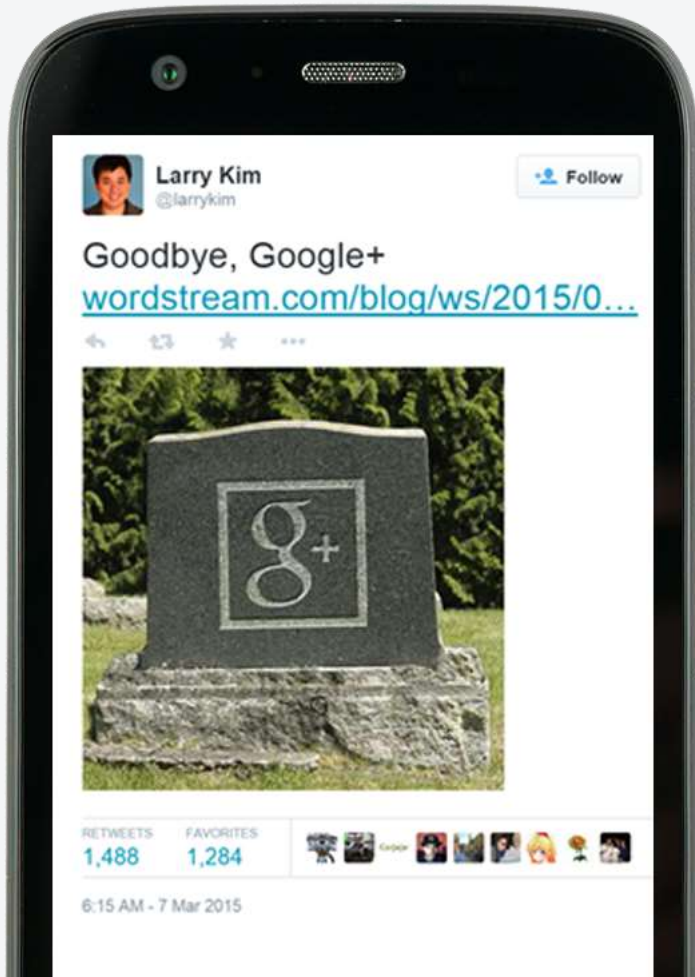 Larry Kim
@larrykim
Follow
Goodbye, Google+
wordstream.com/blog/ws/2015/0...
g+
RETWEETS
FAVORITES
1,488
1,284
6:15 AM - 7 Mar 2015